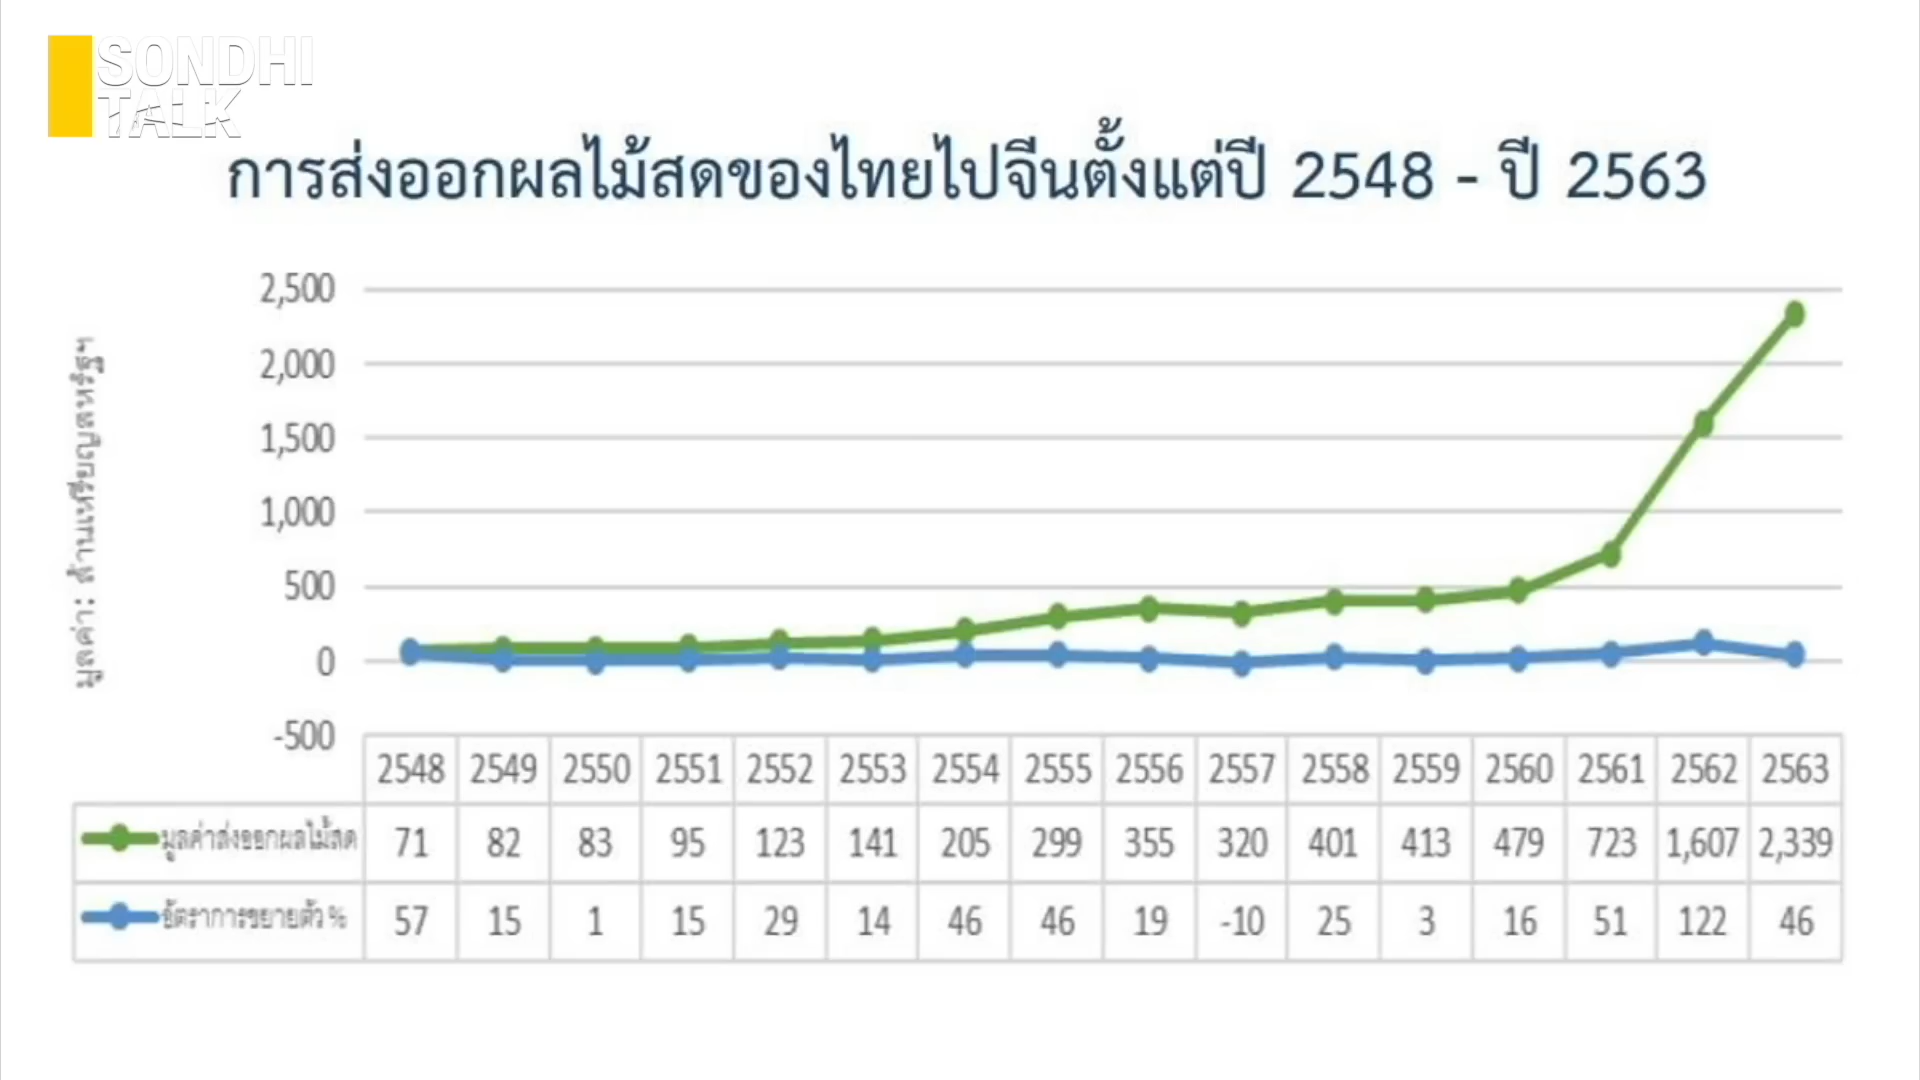 SONDHI
TALK
การส่งออกผลไม้สดของไทยไปจีนตั้งแต่ปี 2548 - ปี 2563
มูลค่า : ล้านเหรียญสหรัฐฯ
2,500
2,000
1,500
1,000
500
0
-500
2548 2549 2550 2551 2552 2553 2554 2555 2556 2557 2558 2559 2560 2561 2562 2563
มูลค่าส่งออกผลไม้สด 71 82 83 95 123 141 205 299 355 320 401 413 479 723 1,607 2,339
อัตราการขยายตัว % 57 15 1 15 29 14 46 46 19 -10 25 3 16 51 122 46